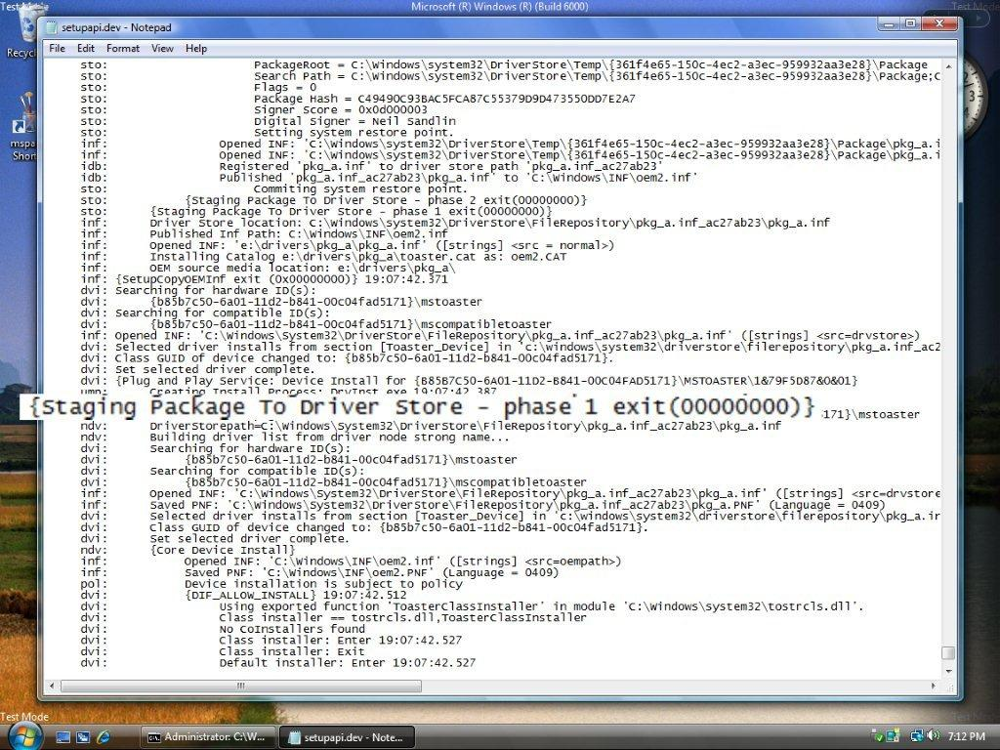 Test Mode
Microsoft (R) Windows (R) (Build 6000)
Test Mode
Recyc
mspa
Short
setupapi.dev - Notepad
File Edit Format View Help
sto: PackageRoot = C:\Windows\system32\DriverStore\Temp\{361f4e65-150c-4ec2-a3ec-959932aa3e28}\Package
sto: Search Path = C:\Windows\system32\DriverStore\Temp\{361f4e65-150c-4ec2-a3ec-959932aa3e28}\Package;C
sto: Flags = 0
sto: Package Hash = C49490C93BAC5FCA87C55379D9D473550DD7E2A7
sto: Signer Score = 0x0d000003
sto: Digital Signer = Neil Sandlin
sto: Setting system restore point.
inf: Opened INF: 'C:\Windows\system32\DriverStore\Temp\{361f4e65-150c-4ec2-a3ec-959932aa3e28}\Package\pkg_a.i
inf: Opened INF: 'C:\Windows\system32\DriverStore\Temp\{361f4e65-150c-4ec2-a3ec-959932aa3e28}\Package\pkg_a.i
idb: Registered 'pkg_a.inf' to driver store path 'pkg_a.inf_ac27ab23'
idb: Published 'pkg_a.inf_ac27ab23\pkg_a.inf' to 'C:\Windows\INF\oem2.inf'
sto: Commiting system restore point.
sto: {Staging Package To Driver Store - phase 2 exit(00000000)}
sto: {Staging Package To Driver Store - phase 1 exit(00000000)}
inf: Driver Store location: C:\Windows\System32\DriverStore\FileRepository\pkg_a.inf_ac27ab23\pkg_a.inf
inf: Published Inf Path: C:\Windows\INF\oem2.inf
inf: Opened INF: 'e:\drivers\pkg_a\pkg_a.inf' ([strings] <src = normal>)
inf: Installing Catalog e:\drivers\pkg_a\toaster.cat as: oem2.CAT
inf: OEM source media location: e:\drivers\pkg_a\
inf: {SetupCopyOEMInf exit (0x00000000)} 19:07:42.371
dvi: Searching for hardware ID(s):
dvi: {b85b7c50-6a01-11d2-b841-00c04fad5171}\mstoaster
dvi: Searching for compatible ID(s):
dvi: {b85b7c50-6a01-11d2-b841-00c04fad5171}\mscompatibletoaster
inf: Opened INF: 'C:\Windows\System32\DriverStore\FileRepository\pkg_a.inf_ac27ab23\pkg_a.inf' ([strings] <src=drvstore>)
dvi: Selected driver installs from section [Toaster_Device] in 'c:\windows\system32\driverstore\filerepository\pkg_a.inf_ac2
dvi: Class GUID of device changed to: {b85b7c50-6a01-11d2-b841-00c04fad5171}.
dvi: Set selected driver complete.
dvi: {Plug and Play Service: Device Install for {B85B7C50-6A01-11D2-B841-00C04FAD5171}\MSTOASTER\1&79F5D87&0&01}
ump: Creating Install Process: DrvInst.exe 19:07:42.387
{Staging Package To Driver Store - phase 1 exit(00000000)}
171}\mstoaster
ndv: DriverStorepath=C:\Windows\System32\DriverStore\FileRepository\pkg_a.inf_ac27ab23\pkg_a.inf
ndv: Building driver list from driver node strong name...
dvi: Searching for hardware ID(s):
dvi: {b85b7c50-6a01-11d2-b841-00c04fad5171}\mstoaster
dvi: Searching for compatible ID(s):
dvi: {b85b7c50-6a01-11d2-b841-00c04fad5171}\mscompatibletoaster
inf: Opened INF: 'C:\Windows\System32\DriverStore\FileRepository\pkg_a.inf_ac27ab23\pkg_a.inf' ([strings] <src=drvstore
inf: Saved PNF: 'C:\Windows\System32\DriverStore\FileRepository\pkg_a.inf_ac27ab23\pkg_a.PNF' (Language = 0409)
dvi: Selected driver installs from section [Toaster_Device] in 'c:\windows\system32\driverstore\filerepository\pkg_a.in
dvi: Class GUID of device changed to: {b85b7c50-6a01-11d2-b841-00c04fad5171}.
dvi: Set selected driver complete.
ndv: {Core Device Install}
inf: Opened INF: 'C:\Windows\INF\oem2.inf' ([strings] <src=oempath>)
inf: Saved PNF: 'C:\Windows\INF\oem2.PNF' (Language = 0409)
pol: Device installation is subject to policy
dvi: {DIF_ALLOW_INSTALL} 19:07:42.512
dvi: Using exported function 'ToasterClassInstaller' in module 'C:\Windows\system32\tostrcls.dll'.
dvi: Class installer == tostrcls.dll,ToasterClassInstaller
dvi: No CoInstallers found
dvi: Class installer: Enter 19:07:42.527
dvi: Class installer: Exit
dvi: Default installer: Enter 19:07:42.527
Test Mode
Administrator: C:\W...
setupapi.dev - Note...
7:12 PM